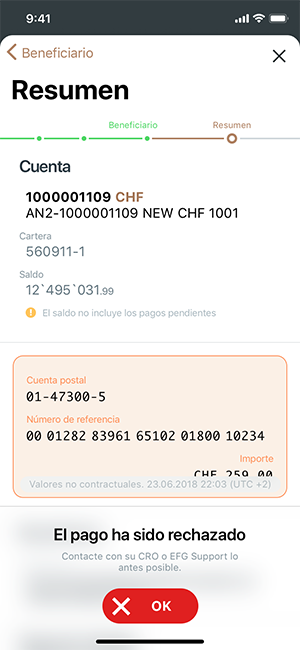 9:41
Beneficiario
Resumen
Beneficiario
Resumen
Cuenta
1000001109 CHF
AN2-1000001109 NEW CHF 1001
Cartera
560911-1
Saldo
12`495`031.99
El saldo no incluye los pagos pendientes
Cuenta postal
01-47300-5
Número de referencia
00 01282 83961 65102 01800 10234
Importe
CHF 259.00
Valores no contractuales. 23.06.2018 22:03 (UTC +2)
El pago ha sido rechazado
Contacte con su CRO o EFG Support lo
antes posible.
OK